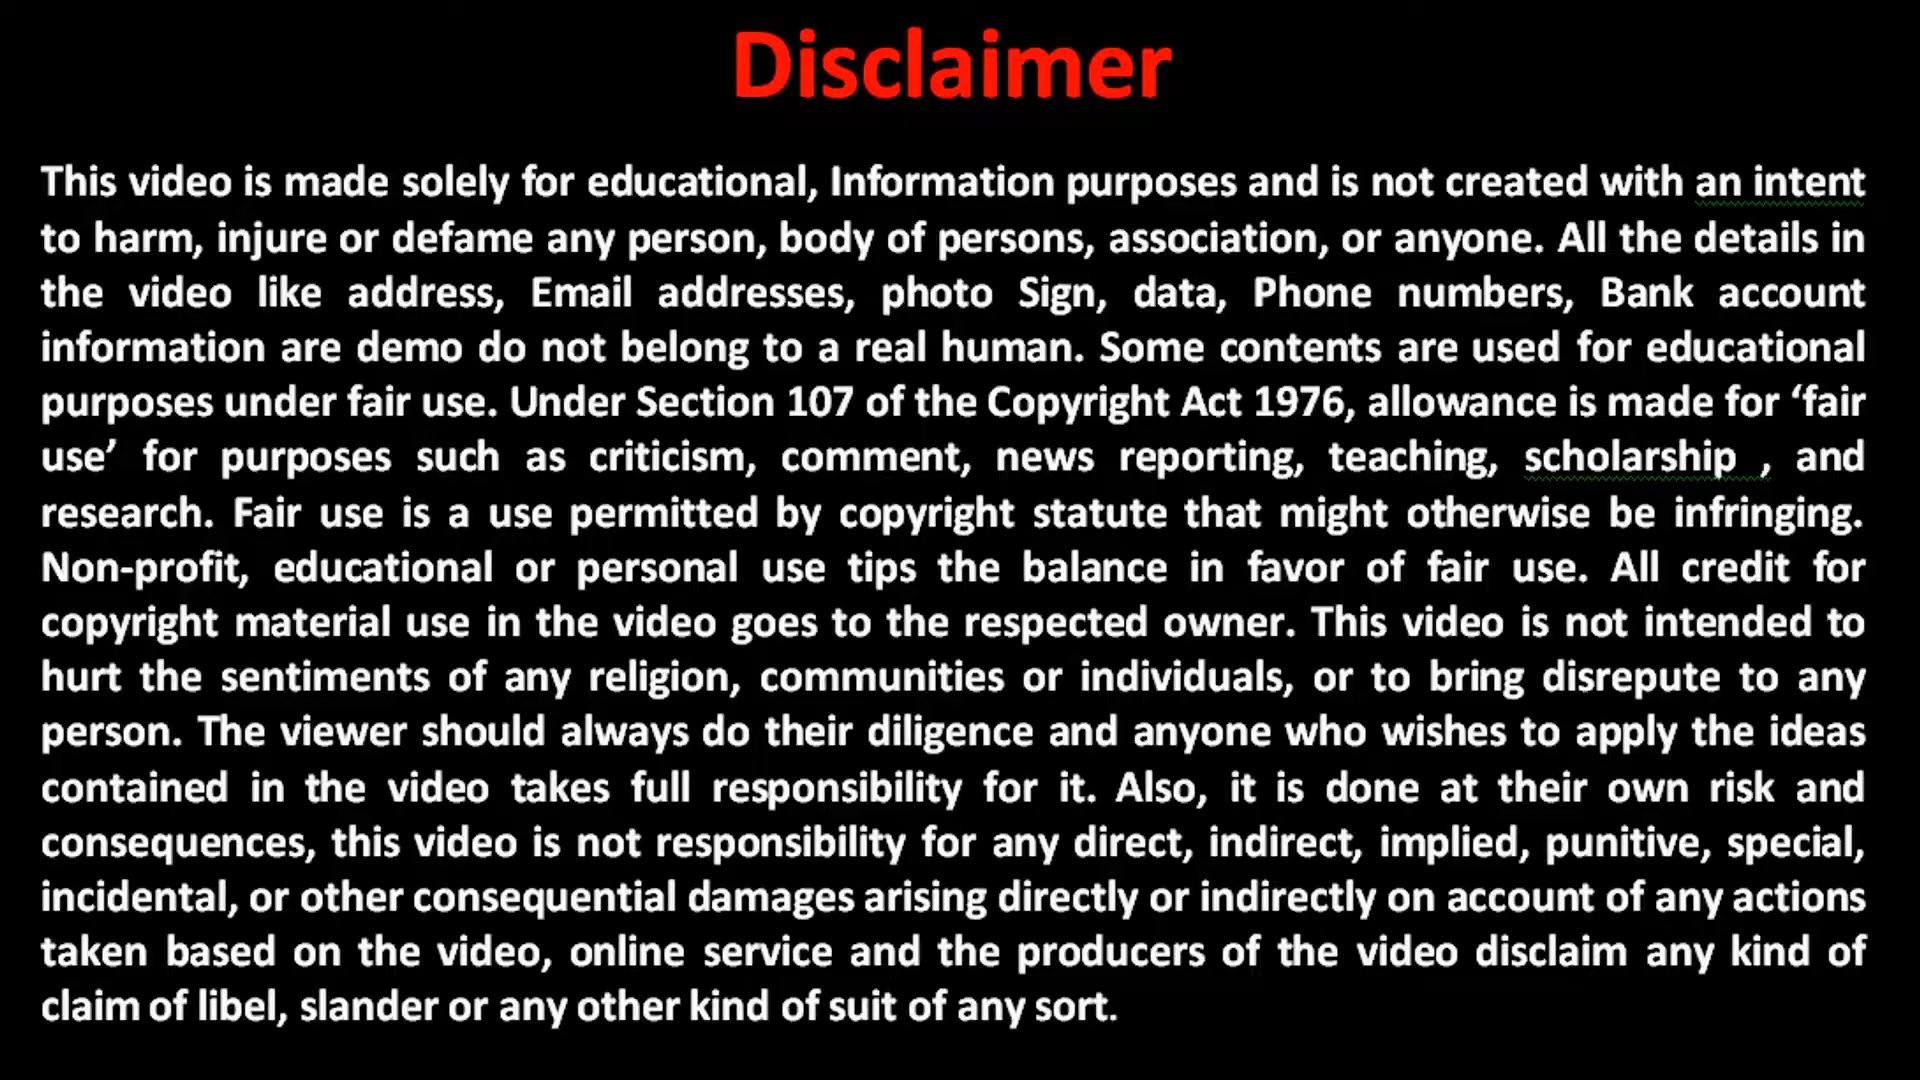 Disclaimer
This video is made solely for educational, Information purposes and is not created with an intent
to harm, injure or defame any person, body of persons, association, or anyone. All the details in
the video like address, Email addresses, photo Sign, data, Phone numbers, Bank account
information are demo do not belong to a real human. Some contents are used for educational
purposes under fair use. Under Section 107 of the Copyright Act 1976, allowance is made for ‘fair
use’ for purposes such as criticism, comment, news reporting, teaching, scholarship , and
research. Fair use is a use permitted by copyright statute that might otherwise be infringing.
Non-profit, educational or personal use tips the balance in favor of fair use. All credit for
copyright material use in the video goes to the respected owner. This video is not intended to
hurt the sentiments of any religion, communities or individuals, or to bring disrepute to any
person. The viewer should always do their diligence and anyone who wishes to apply the ideas
contained in the video takes full responsibility for it. Also, it is done at their own risk and
consequences, this video is not responsibility for any direct, indirect, implied, punitive, special,
incidental, or other consequential damages arising directly or indirectly on account of any actions
taken based on the video, online service and the producers of the video disclaim any kind of
claim of libel, slander or any other kind of suit of any sort.